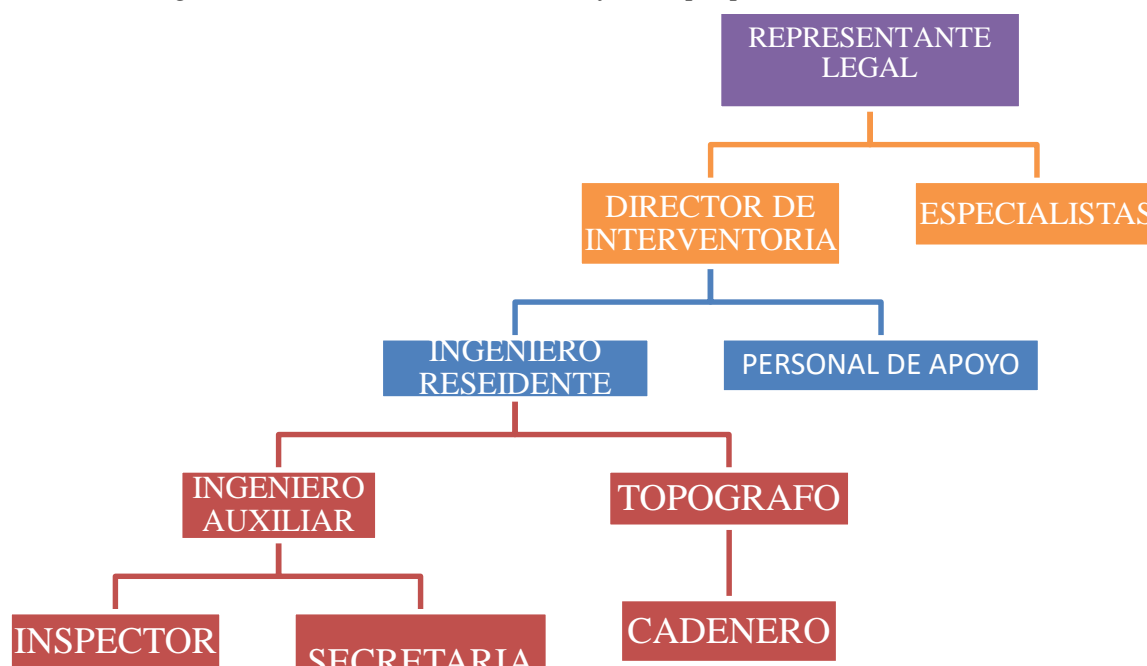 REPRESENTANTE
LEGAL
DIRECTOR DE
INTERVENTORIA
ESPECIALISTAS
INGENIERO
RESEIDENTE
PERSONAL DE APOYO
INGENIERO
AUXILIAR
TOPOGRAFO
INSPECTOR
SECRETARIA
CADENERO